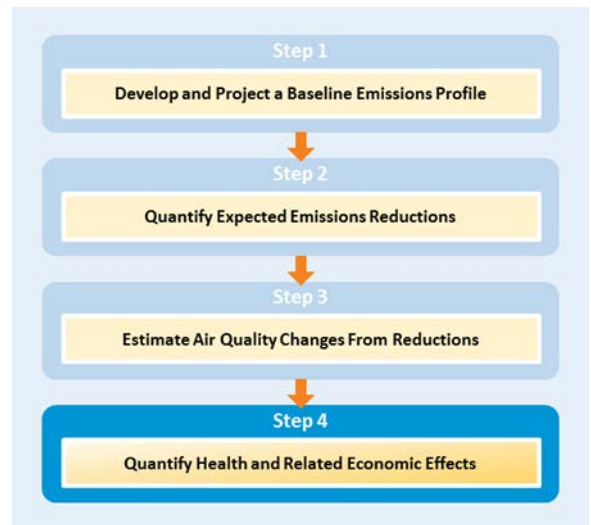 Step 1
Develop and Project a Baseline Emissions Profile
Step 2
Quantify Expected Emissions Reductions
Step 3
Estimate Air Quality Changes From Reductions
Step 4
Quantify Health and Related Economic Effects